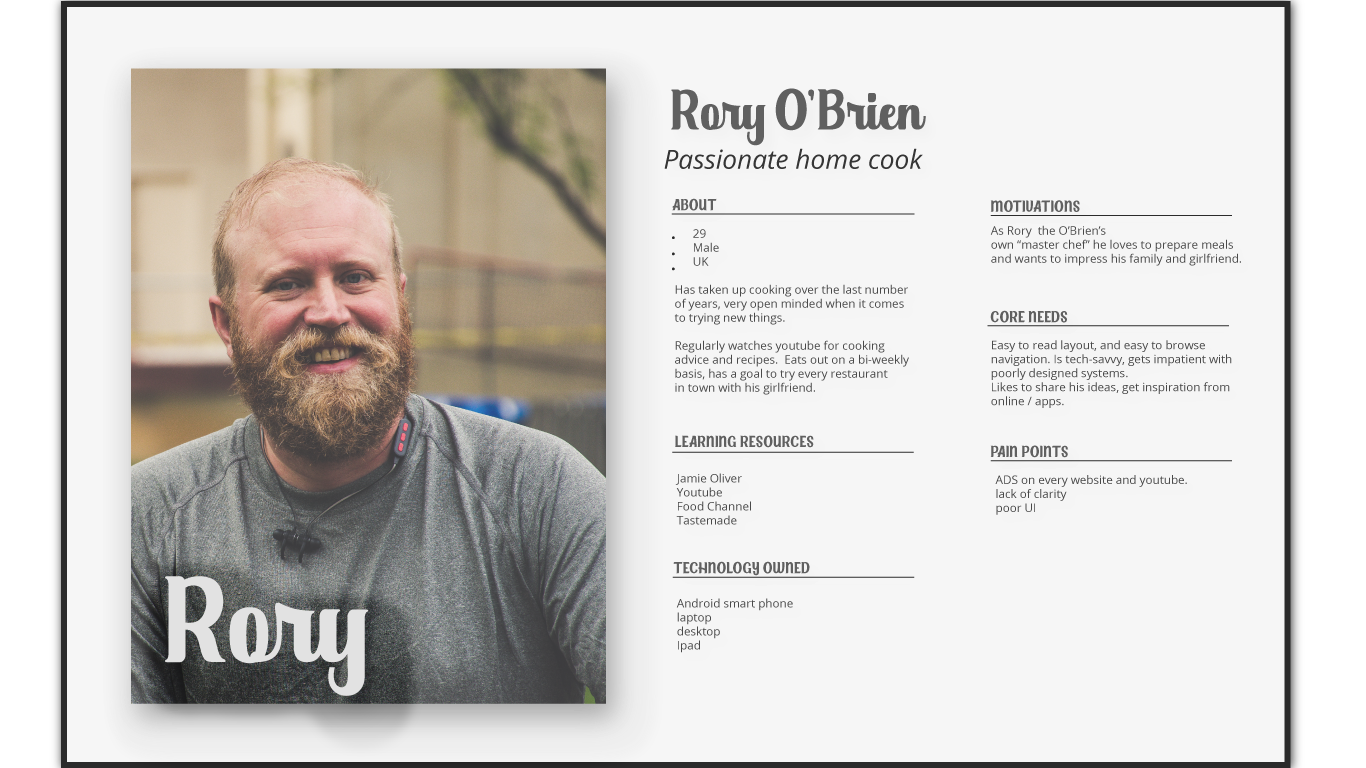 Rory O'Brien
Passionate home cook
ABOUT
29
Male
UK
Has taken up cooking over the last number
of years, very open minded when it comes
to trying new things.
Regularly watches youtube for cooking
advice and recipes. Eats out on a bi-weekly
basis, has a goal to try every restaurant
in town with his girlfriend.
LEARNING RESOURCES
Jamie Oliver
Youtube
Food Channel
Tastemade
TECHNOLOGY OWNED
Android smart phone
laptop
desktop
Ipad
MOTIVATIONS
As Rory the O'Brien's
own “master chef” he loves to prepare meals
and wants to impress his family and girlfriend.
CORE NEEDS
Easy to read layout, and easy to browse
navigation. Is tech-savvy, gets impatient with
poorly designed systems.
Likes to share his ideas, get inspiration from
online / apps.
PAIN POINTS
ADS on every website and youtube.
lack of clarity
poor UI
Rory